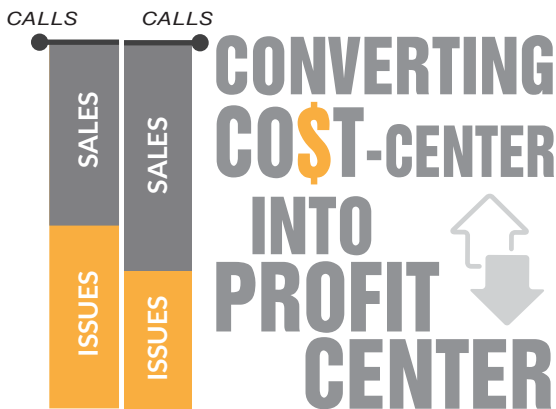 CALLS
CALLS
SALES
ISSUES
SALES
ISSUES
CONVERTING
CO$T-CENTER
INTO
PROFIT
CENTER